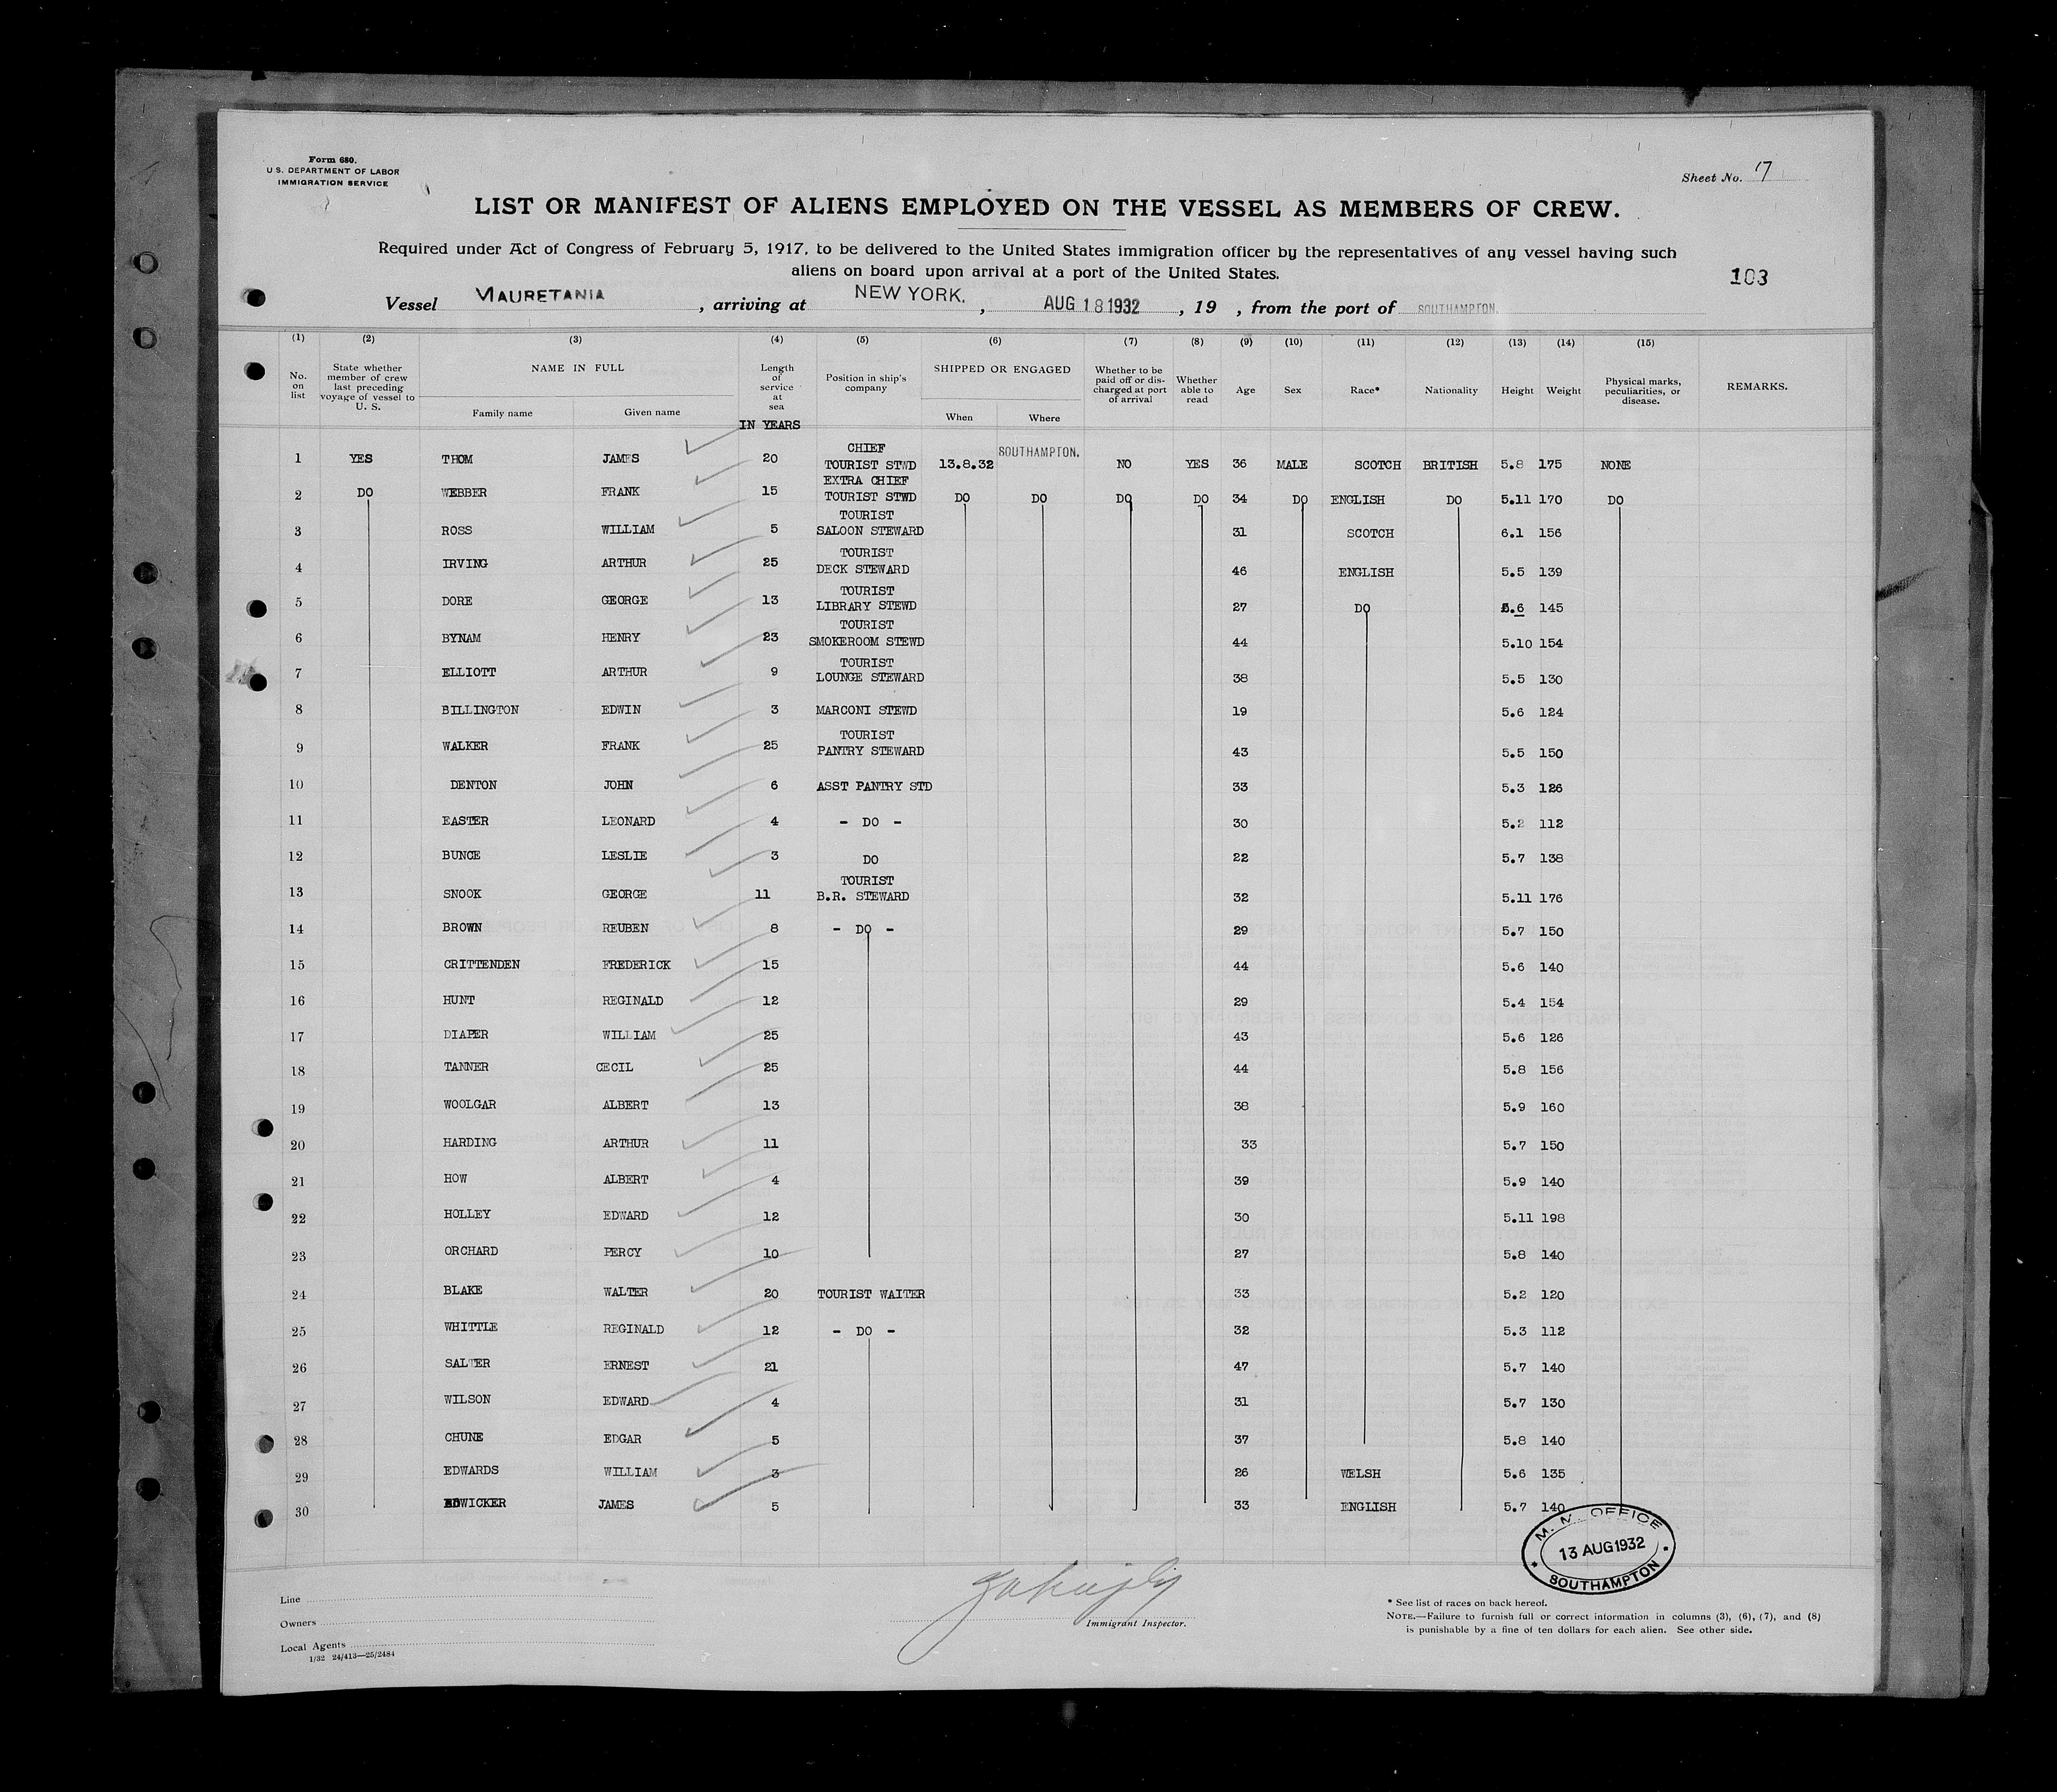 Form 680.
U.S. DEPARTMENT OF LABOR
IMMIGRATION SERVICE
Sheet No. 17
LIST OR MANIFEST OF ALIENS EMPLOYED ON THE VESSEL AS MEMBERS OF CREW.
Required under Act of Congress of February 5, 1917, to be delivered to the United States immigration officer by the representatives of any vessel having such
aliens on board upon arrival at a port of the United States.
103
Vessel MAURETANIA , arriving at NEW YORK. , AUG 18 1932 , 19 , from the port of SOUTHAMPTON.
(1) (2) (3) (4) (5) (6) (7) (8) (9) (10) (11) (12) (13) (14) (15)
No. on list State whether member of crew last preceding voyage of vessel to U. S. NAME IN FULL Family name Given name Length of service at sea IN YEARS Position in ship's company SHIPPED OR ENGAGED When Where Whether to be paid off or discharged at port of arrival Whether able to read Age Sex Race* Nationality Height Weight Physical marks, peculiarities, or disease. REMARKS.
1 YES THOM JAMES 20 CHIEF TOURIST STWD 13.8.32 SOUTHAMPTON. NO YES 36 MALE SCOTCH BRITISH 5.8 175 NONE
2 DO WEBBER FRANK 15 EXTRA CHIEF TOURIST STWD DO DO DO DO 34 DO ENGLISH DO 5.11 170 DO
3 ROSS WILLIAM 5 TOURIST SALOON STEWARD 31 SCOTCH 6.1 156
4 IRVING ARTHUR 25 TOURIST DECK STEWARD 46 ENGLISH 5.5 139
5 DORE GEORGE 13 TOURIST LIBRARY STEWD 27 DO 5.6 145
6 BYNAM HENRY 23 TOURIST SMOKEROOM STEWD 44 5.10 154
7 ELLIOTT ARTHUR 9 TOURIST LOUNGE STEWARD 38 5.5 130
8 BILLINGTON EDWIN 3 MARCONI STEWD 19 5.6 124
9 WALKER FRANK 25 TOURIST PANTRY STEWARD 43 5.5 150
10 DENTON JOHN 6 ASST PANTRY STD 33 5.3 126
11 EASTER LEONARD 4 - DO - 30 5.2 112
12 BUNCE LESLIE 3 DO 22 5.7 138
13 SNOOK GEORGE 11 TOURIST B.R. STEWARD 32 5.11 176
14 BROWN REUBEN 8 - DO - 29 5.7 150
15 CRITTENDEN FREDERICK 15 44 5.6 140
16 HUNT REGINALD 12 29 5.4 154
17 DIAPER WILLIAM 25 43 5.6 126
18 TANNER CECIL 25 44 5.8 156
19 WOOLGAR ALBERT 13 38 5.9 160
20 HARDING ARTHUR 11 33 5.7 150
21 HOW ALBERT 4 39 5.9 140
22 HOLLEY EDWARD 12 30 5.11 198
23 ORCHARD PERCY 10 27 5.8 140
24 BLAKE WALTER 20 TOURIST WAITER 33 5.2 120
25 WHITTLE REGINALD 12 - DO - 32 5.3 112
26 SALTER ERNEST 21 47 5.7 140
27 WILSON EDWARD 4 31 5.7 130
28 CHUNE EDGAR 5 37 5.8 140
29 EDWARDS WILLIAM 3 26 WELSH 5.6 135
30 JAMES 5 33 ENGLISH 5.7 140
M. M. OFFICE
13 AUG 1932
SOUTHAMPTON
Line
Owners
Local Agents
1/32 24/413—25/2484
Immigrant Inspector.
* See list of races on back hereof.
NOTE.—Failure to furnish full or correct information in columns (3), (6), (7), and (8)
is punishable by a fine of ten dollars for each alien. See other side.